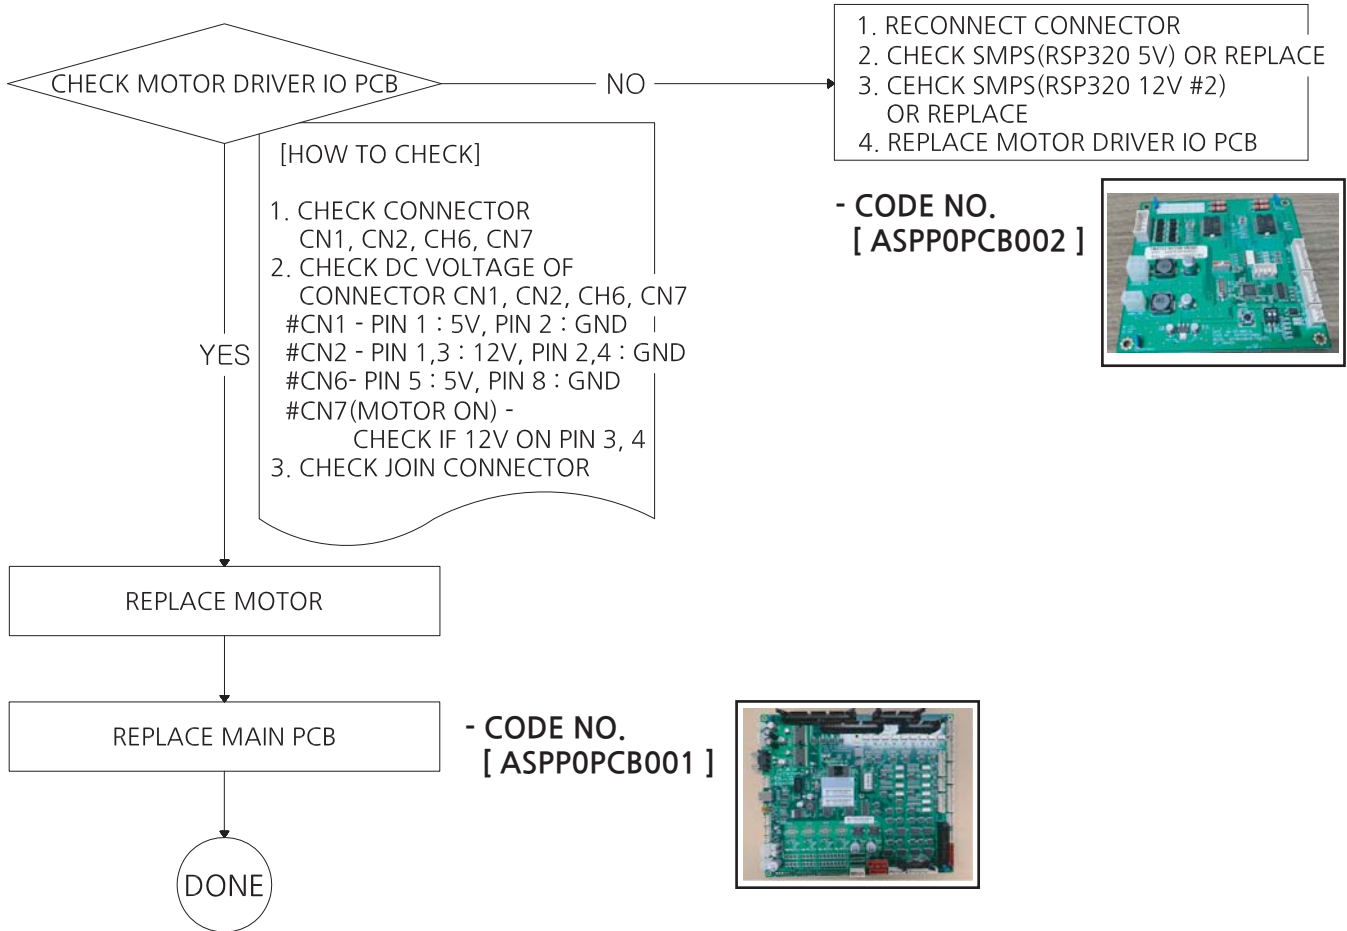 CHECK MOTOR DRIVER IO PCB
NO
1. RECONNECT CONNECTOR
2. CHECK SMPS(RSP320 5V) OR REPLACE
3. CEHCK SMPS(RSP320 12V #2)
OR REPLACE
4. REPLACE MOTOR DRIVER IO PCB
[HOW TO CHECK]
1. CHECK CONNECTOR
CN1, CN2, CH6, CN7
2. CHECK DC VOLTAGE OF
CONNECTOR CN1, CN2, CH6, CN7
#CN1 - PIN 1 : 5V, PIN 2 : GND
#CN2 - PIN 1,3 : 12V, PIN 2,4 : GND
#CN6- PIN 5 : 5V, PIN 8 : GND
#CN7(MOTOR ON) -
CHECK IF 12V ON PIN 3, 4
3. CHECK JOIN CONNECTOR
- CODE NO.
[ ASPP0PCB002 ]
YES
REPLACE MOTOR
REPLACE MAIN PCB
- CODE NO.
[ ASPP0PCB001 ]
DONE